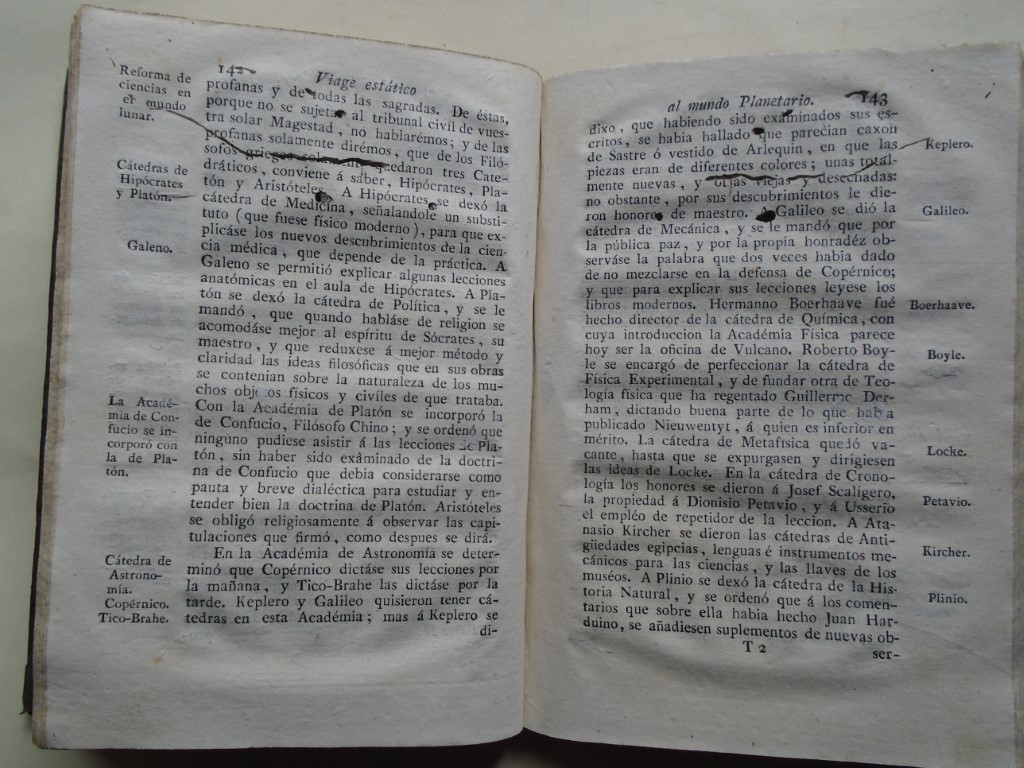 142
Viage estático
Reforma de
ciencias en
el mundo
lunar.
profanas y de todas las sagradas. De éstas,
porque no se sujetan al tribunal civil de vues-
tra solar Magestad, no hablarémos; y de las
profanas solamente dirémos, que de los Filó-
sofos griegos solamente quedaron tres Cate-
Cátedras de
Hipócrates
y Platón.
dráticos, conviene á sáber, Hipócrates, Pla-
tón y Aristóteles. A Hipócrates se dexó la
cátedra de Medicina, señalandole un substi-
tuto (que fuese físico moderno), para que ex-
plicáse los nuevos descubrimientos de la cien-
Galeno.
cia médica, que depende de la práctica. A
Galeno se permitió explicar algunas lecciones
anatómicas en el aula de Hipócrates. A Pla-
tón se dexó la cátedra de Política, y se le
mandó, que quando habláse de religion se
acomodáse mejor al espíritu de Sócrates, su
maestro, y que reduxese á mejor método y
claridad las ideas filosóficas que en sus obras
se contenian sobre la naturaleza de los mu-
chos objetos físicos y civiles de que trataba.
La Acadé-
mia de Con-
fucio se in-
corporó con
la de Pla-
tón.
Con la Académia de Platón se incorporó la
de Confucio, Filósofo Chino; y se ordenó que
ninguno pudiese asistir á las lecciones de Pla-
tón, sin haber sido exâminado de la doctri-
na de Confucio que debia considerarse como
pauta y breve dialéctica para estudiar y en-
tender bien la doctrina de Platón. Aristóteles
se obligó religiosamente á observar las capi-
tulaciones que firmó, como despues se dirá.
Cátedra de
Astrono-
mía.
Copérnico.
Tico-Brahe.
En la Académia de Astronomía se deter-
minó que Copérnico dictáse sus lecciones por
la mañana, y Tico-Brahe las dictáse por la
tarde. Keplero y Galileo quisieron tener cá-
tedras en esta Académia; mas á Keplero se
di-
al mundo Planetario.
143
dixo, que habiendo sido exâminados sus es-
critos, se habia hallado que parecian caxon
Keplero.
de Sastre ó vestido de Arlequin, en que las
piezas eran de diferentes colores; unas total-
mente nuevas, y otras viejas y desechadas:
no obstante, por sus descubrimientos le die-
Galileo.
ron honores de maestro. A Galileo se dió la
cátedra de Mecánica, y se le mandó que por
la pública paz, y por la propia honradéz ob-
serváse la palabra que dos veces habia dado
de no mezclarse en la defensa de Copérnico;
y que para explicar sus lecciones leyese los
Boerhaave.
libros modernos. Hermanno Boerhaave fué
hecho director de la cátedra de Química, con
cuya introduccion la Académia Física parece
Boyle.
hoy ser la oficina de Vulcano. Roberto Boy-
le se encargó de perfeccionar la cátedra de
Física Experimental, y de fundar otra de Teo-
logía física que ha regentado Guillermo Der-
ham, dictando buena parte de lo que habia
publicado Nieuwentyt, á quien es inferior en
mérito. La cátedra de Metafísica quedó va-
Locke.
cante, hasta que se expurgasen y dirigiesen
las ideas de Locke. En la cátedra de Crono-
logía los honores se dieron á Josef Scalígero,
Petavio.
la propiedad á Dionisio Petavio, y á Usserio
el empléo de repetidor de la leccion. A Ata-
nasio Kircher se dieron las cátedras de Anti-
Kircher.
güedades egipcias, lenguas é instrumentos me-
cánicos para las ciencias, y las llaves de los
muséos. A Plinio se dexó la cátedra de la His-
Plinio.
toria Natural, y se ordenó que á los comen-
tarios que sobre ella habia hecho Juan Har-
duino, se añadiesen suplementos de nuevas ob-
T 2
ser-